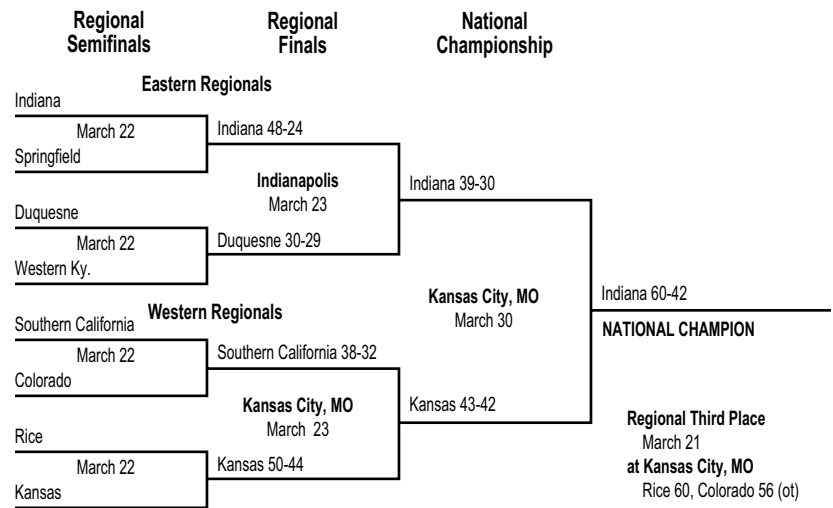 Regional
Semifinals
Regional
Finals
National
Championship
Eastern Regionals
Indiana
March 22
Springfield
Indiana 48-24
Indianapolis
March 23
Indiana 39-30
Duquesne
March 22
Western Ky.
Duquesne 30-29
Kansas City, MO
March 30
Indiana 60-42
NATIONAL CHAMPION
Western Regionals
Southern California
March 22
Colorado
Southern California 38-32
Kansas City, MO
March 23
Kansas 43-42
Rice
March 22
Kansas
Kansas 50-44
Regional Third Place
March 21
at Kansas City, MO
Rice 60, Colorado 56 (ot)